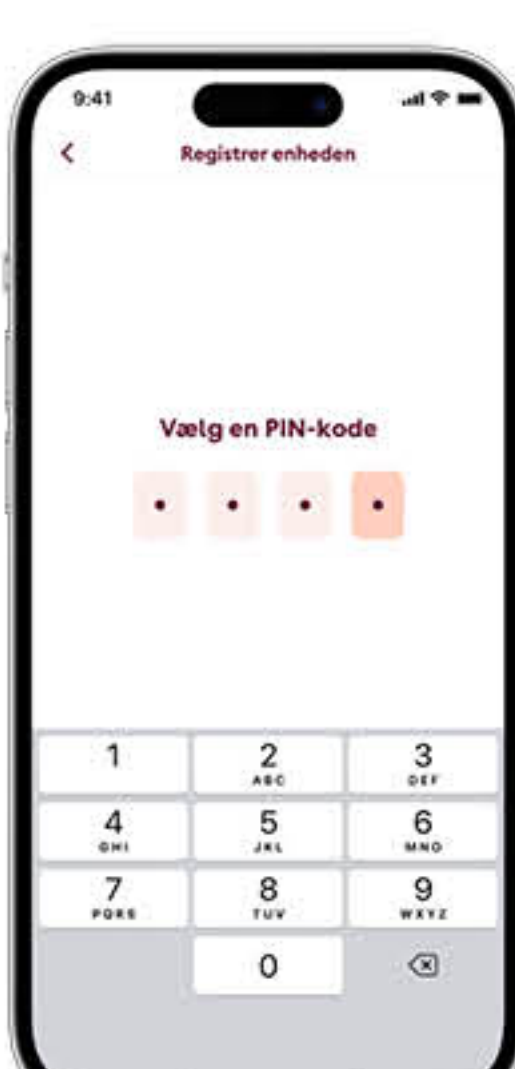 9:41
Registrer enheden
Vælg en PIN-kode
1 2 3
ABC DEF
4 5 6
GHI JKL MNO
7 8 9
PQRS TUV WXYZ
0